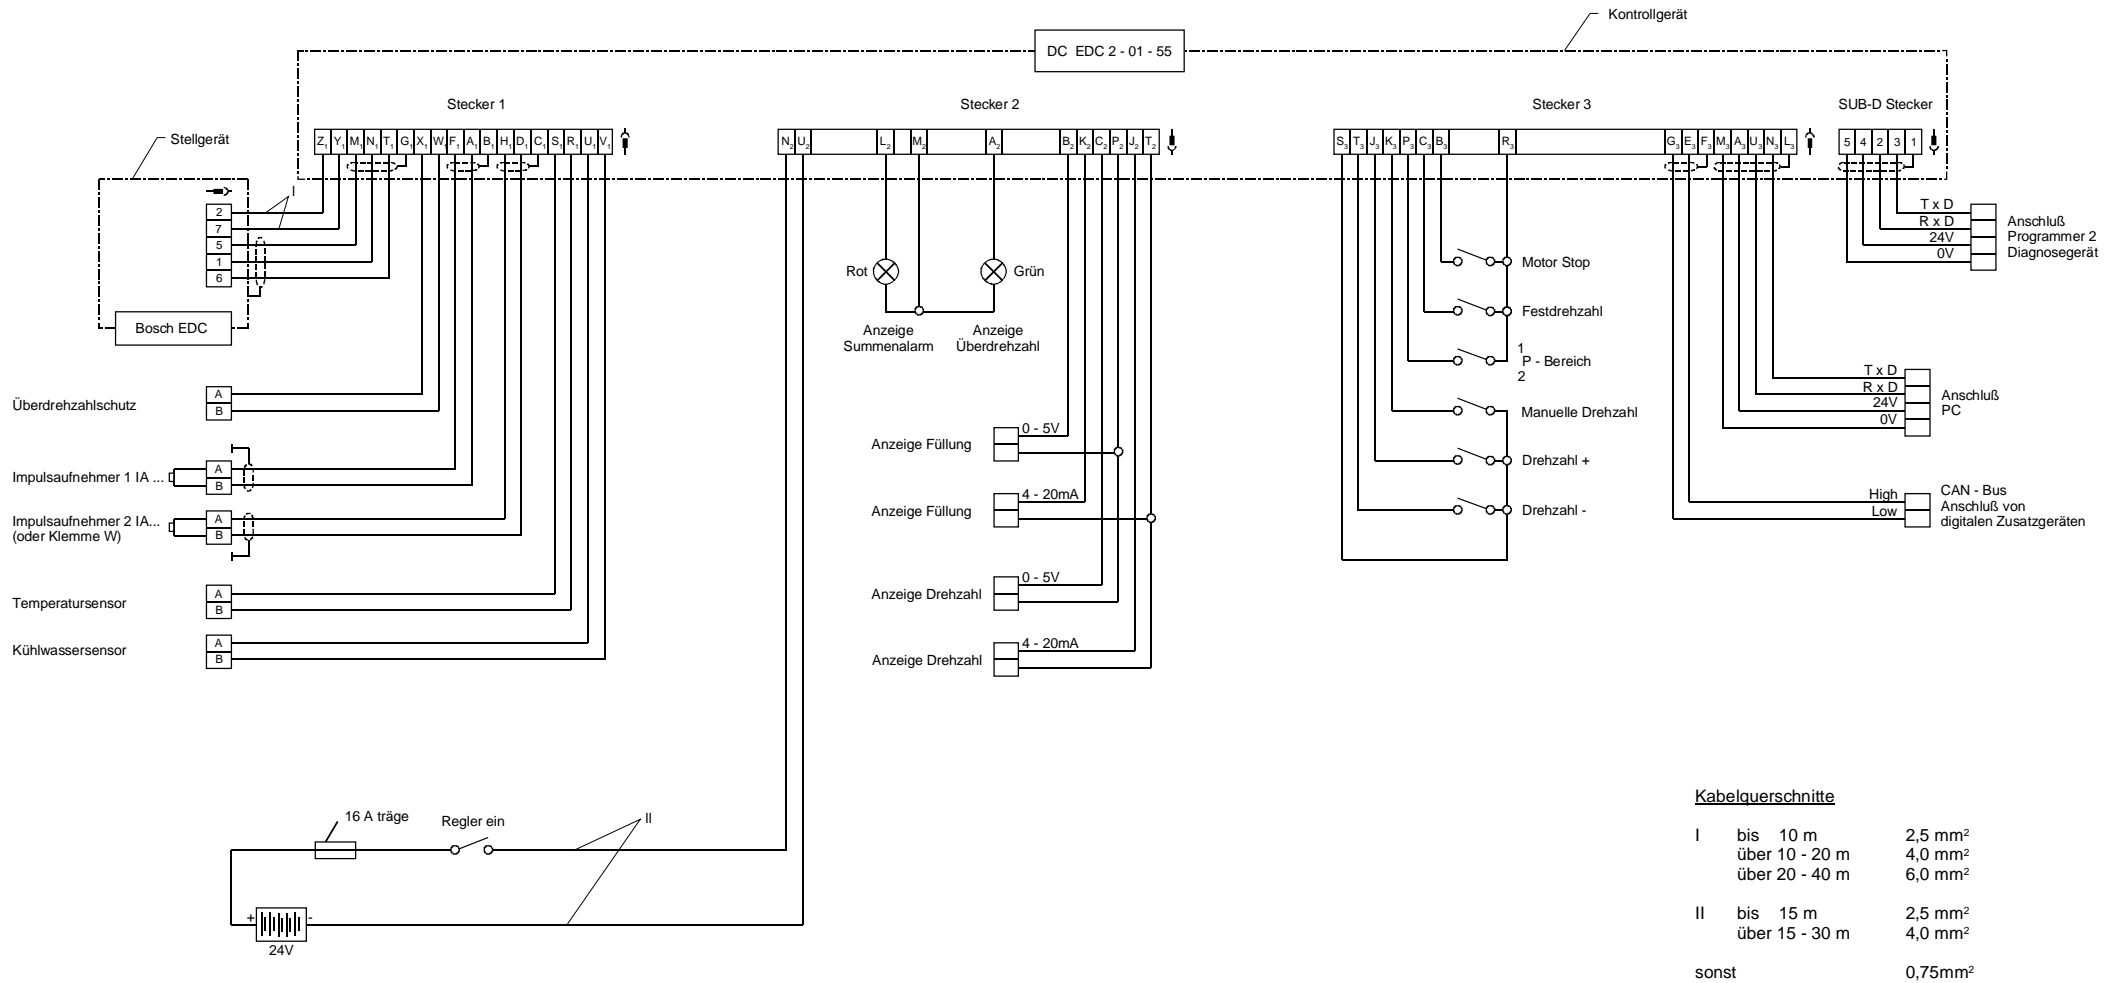 Kontrollgerät
DC EDC 2 - 01 - 55
Stecker 1
Stecker 2
Stecker 3
SUB-D Stecker
Stellgerät
Z₁ Y₁ M₁ N₁ T₁ G₁ X₁ W₁ F₁ A₁ B₁ H₁ D₁ C₁ S₁ R₁ U₁ V₁
N₂ U₂ L₂ M₂ A₂ B₂ K₂ C₂ P₂ J₂ T₂
S₃ T₃ J₃ K₃ P₃ C₃ B₃ R₃ G₃ E₃ F₃ M₃ A₃ U₃ N₃ L₃
5 4 2 3 1
I
2
7
5
1
6
Bosch EDC
Überdrehzahlschutz
A
B
Impulsaufnehmer 1 IA ...
A
B
Impulsaufnehmer 2 IA...
(oder Klemme W)
A
B
Temperatursensor
A
B
Kühlwassersensor
A
B
Rot
Grün
Anzeige
Summenalarm
Anzeige
Überdrehzahl
Anzeige Füllung
0 - 5V
Anzeige Füllung
4 - 20mA
Anzeige Drehzahl
0 - 5V
Anzeige Drehzahl
4 - 20mA
Motor Stop
Festdrehzahl
1
P - Bereich
2
Manuelle Drehzahl
Drehzahl +
Drehzahl -
T x D
R x D
24V
0V
Anschluß
Programmer 2
Diagnosegerät
T x D
R x D
24V
0V
Anschluß
PC
High
Low
CAN - Bus
Anschluß von
digitalen Zusatzgeräten
16 A träge
Regler ein
II
+
-
24V
Kabelquerschnitte
I bis 10 m 2,5 mm²
über 10 - 20 m 4,0 mm²
über 20 - 40 m 6,0 mm²
II bis 15 m 2,5 mm²
über 15 - 30 m 4,0 mm²
sonst 0,75mm²